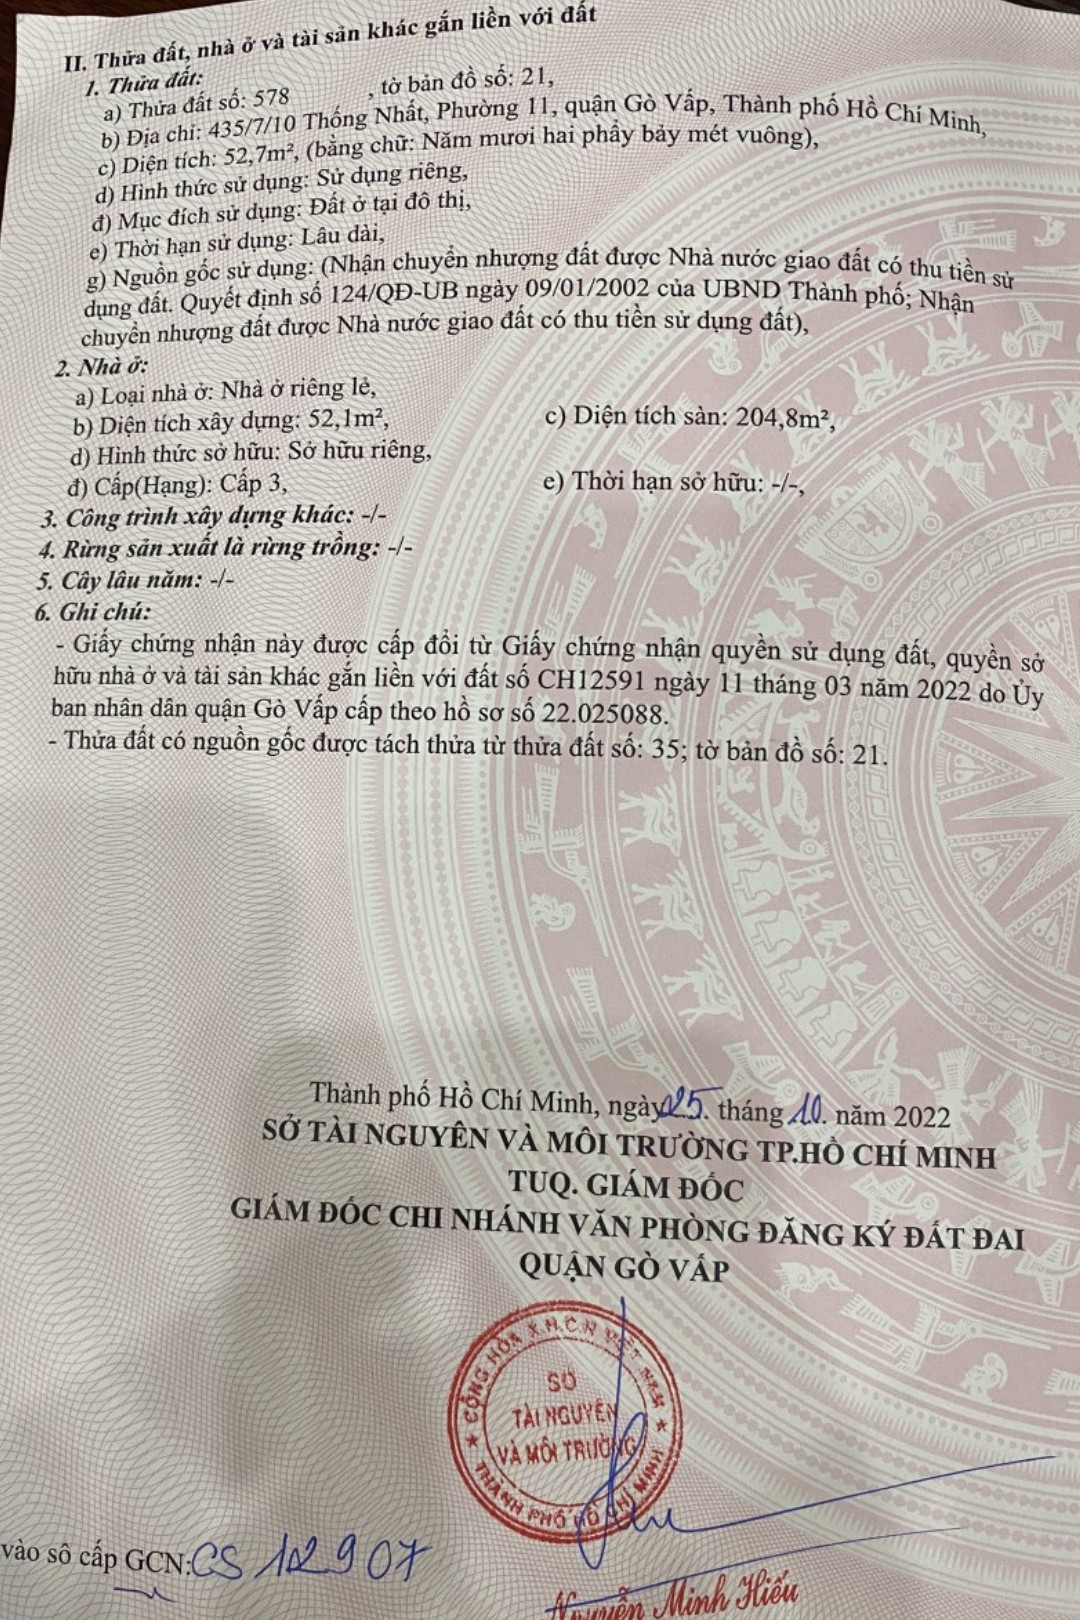 II. Thửa đất, nhà ở và tài sản khác gắn liền với đất
1. Thửa đất:
a) Thửa đất số: 578 , tờ bản đồ số: 21,
b) Địa chỉ: 435/7/10 Thống Nhất, Phường 11, quận Gò Vấp, Thành phố Hồ Chí Minh,
c) Diện tích: 52,7m², (bằng chữ: Năm mươi hai phẩy bảy mét vuông),
d) Hình thức sử dụng: Sử dụng riêng,
đ) Mục đích sử dụng: Đất ở tại đô thị,
e) Thời hạn sử dụng: Lâu dài,
g) Nguồn gốc sử dụng: (Nhận chuyển nhượng đất được Nhà nước giao đất có thu tiền sử
dụng đất. Quyết định số 124/QĐ-UB ngày 09/01/2002 của UBND Thành phố; Nhận
chuyển nhượng đất được Nhà nước giao đất có thu tiền sử dụng đất),
2. Nhà ở:
a) Loại nhà ở: Nhà ở riêng lẻ,
b) Diện tích xây dựng: 52,1m², c) Diện tích sàn: 204,8m²,
d) Hình thức sở hữu: Sở hữu riêng,
đ) Cấp(Hạng): Cấp 3, e) Thời hạn sở hữu: -/-,
3. Công trình xây dựng khác: -/-
4. Rừng sản xuất là rừng trồng: -/-
5. Cây lâu năm: -/-
6. Ghi chú:
- Giấy chứng nhận này được cấp đổi từ Giấy chứng nhận quyền sử dụng đất, quyền sở
hữu nhà ở và tài sản khác gắn liền với đất số CH12591 ngày 11 tháng 03 năm 2022 do Ủy
ban nhân dân quận Gò Vấp cấp theo hồ sơ số 22.025088.
- Thửa đất có nguồn gốc được tách thửa từ thửa đất số: 35; tờ bản đồ số: 21.
Thành phố Hồ Chí Minh, ngày 25. tháng 10. năm 2022
SỞ TÀI NGUYÊN VÀ MÔI TRƯỜNG TP.HỒ CHÍ MINH
TUQ. GIÁM ĐỐC
GIÁM ĐỐC CHI NHÁNH VĂN PHÒNG ĐĂNG KÝ ĐẤT ĐAI
QUẬN GÒ VẤP
CỘNG HÒA X.H.C.N VIỆT NAM
SỞ
TÀI NGUYÊN
VÀ MÔI TRƯỜNG
THÀNH PHỐ HỒ CHÍ MINH
vào sổ cấp GCN: CS 12907
Nguyễn Minh Hiếu